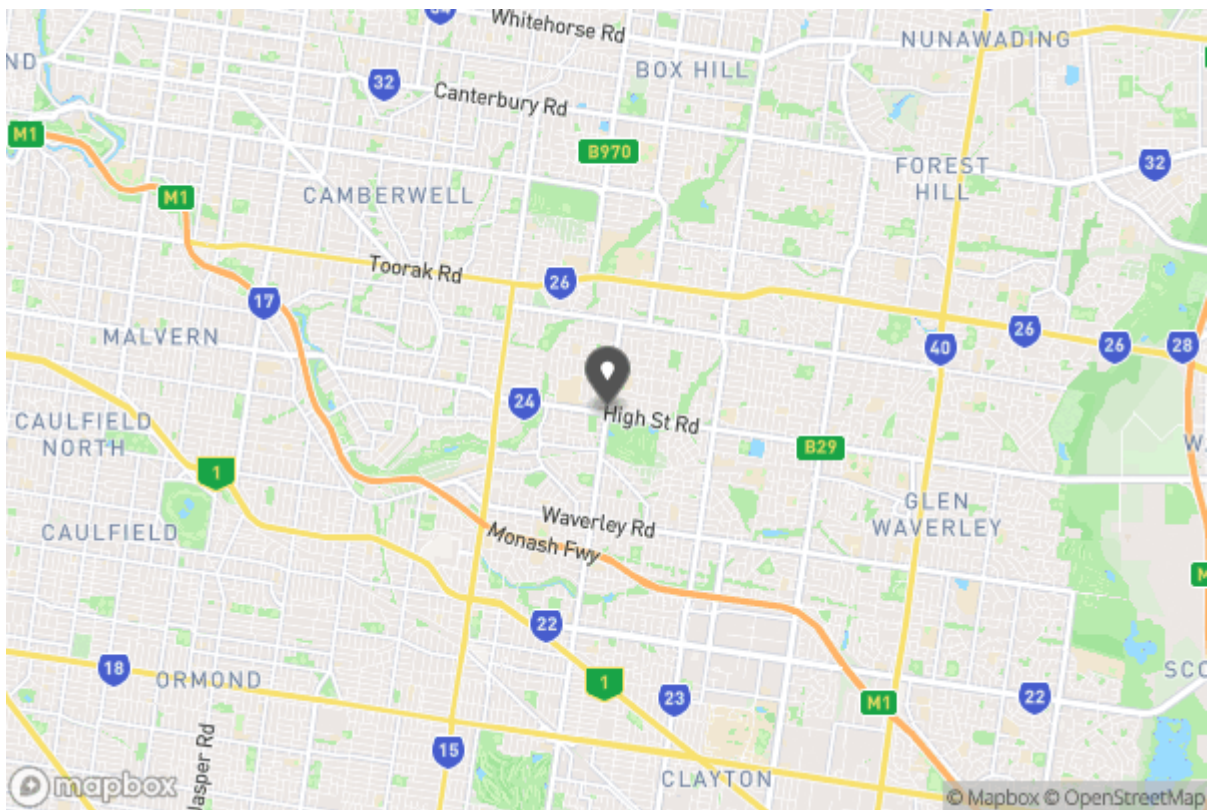 Whitehorse Rd
NUNAWADING
BOX HILL
32
Canterbury Rd
M1
B970
32
FOREST
HILL
CAMBERWELL
M1
Toorak Rd
26
17
MALVERN
26
26
28
40
24
High St Rd
CAULFIELD
NORTH
B29
1
GLEN
WAVERLEY
CAULFIELD
Waverley Rd
Monash Fwy
22
18
ORMOND
1
23
22
M1
15
Jasper Rd
CLAYTON
mapbox
© Mapbox © OpenStreetMap